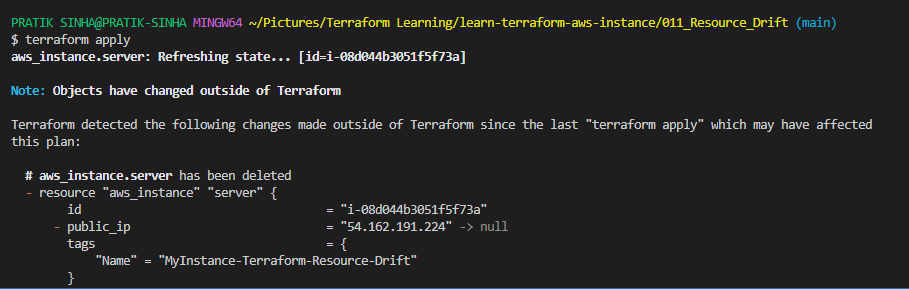 PRATIK SINHA@PRATIK-SINHA MINGW64 ~/Pictures/Terraform Learning/learn-terraform-aws-instance/011_Resource_Drift (main)
$ terraform apply
aws_instance.server: Refreshing state... [id=i-08d044b3051f5f73a]
Note: Objects have changed outside of Terraform
Terraform detected the following changes made outside of Terraform since the last "terraform apply" which may have affected
this plan:
# aws_instance.server has been deleted
- resource "aws_instance" "server" {
id = "i-08d044b3051f5f73a"
- public_ip = "54.162.191.224" -> null
tags = {
"Name" = "MyInstance-Terraform-Resource-Drift"
}